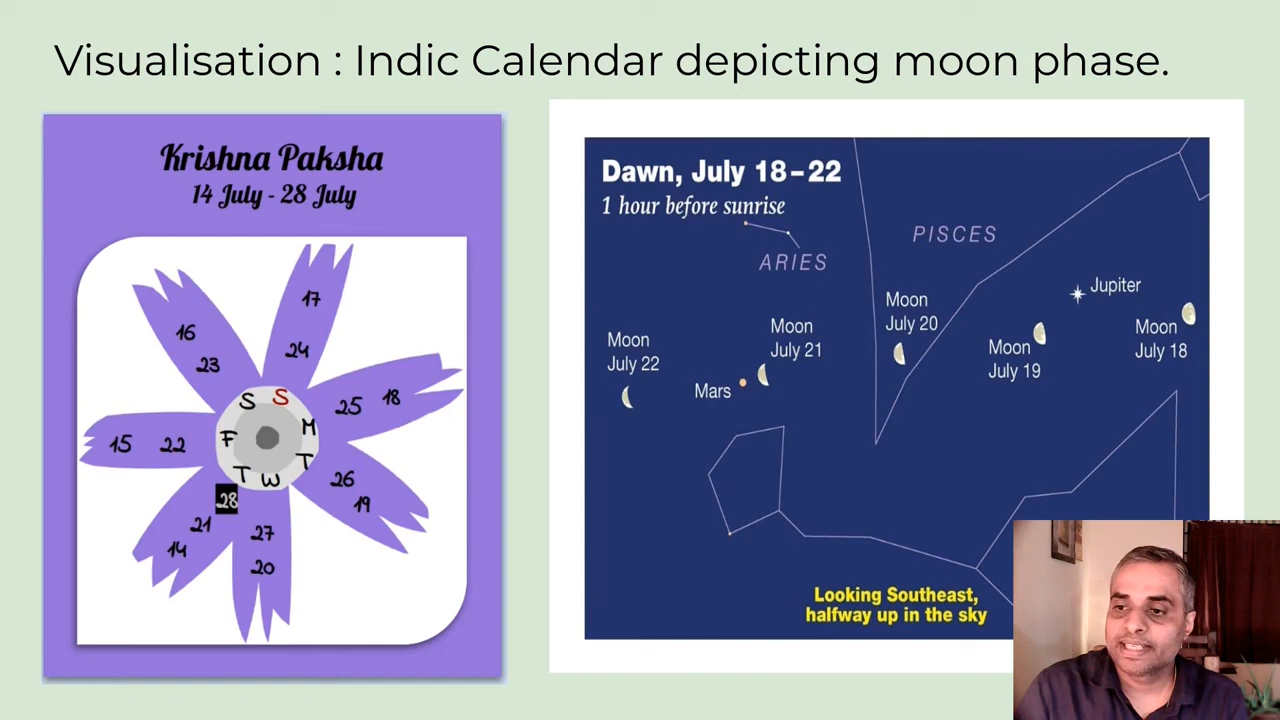 Visualisation : Indic Calendar depicting moon phase.
Krishna Paksha
14 July - 28 July
17
16
24
23
25 18
S S
F M
15 22
T W T
26
19
28
21
14
27
20
Dawn, July 18–22
1 hour before sunrise
ARIES
PISCES
Jupiter
Moon
July 20
Moon
July 21
Moon
July 22
Mars
Moon
July 19
Moon
July 18
Looking Southeast,
halfway up in the sky